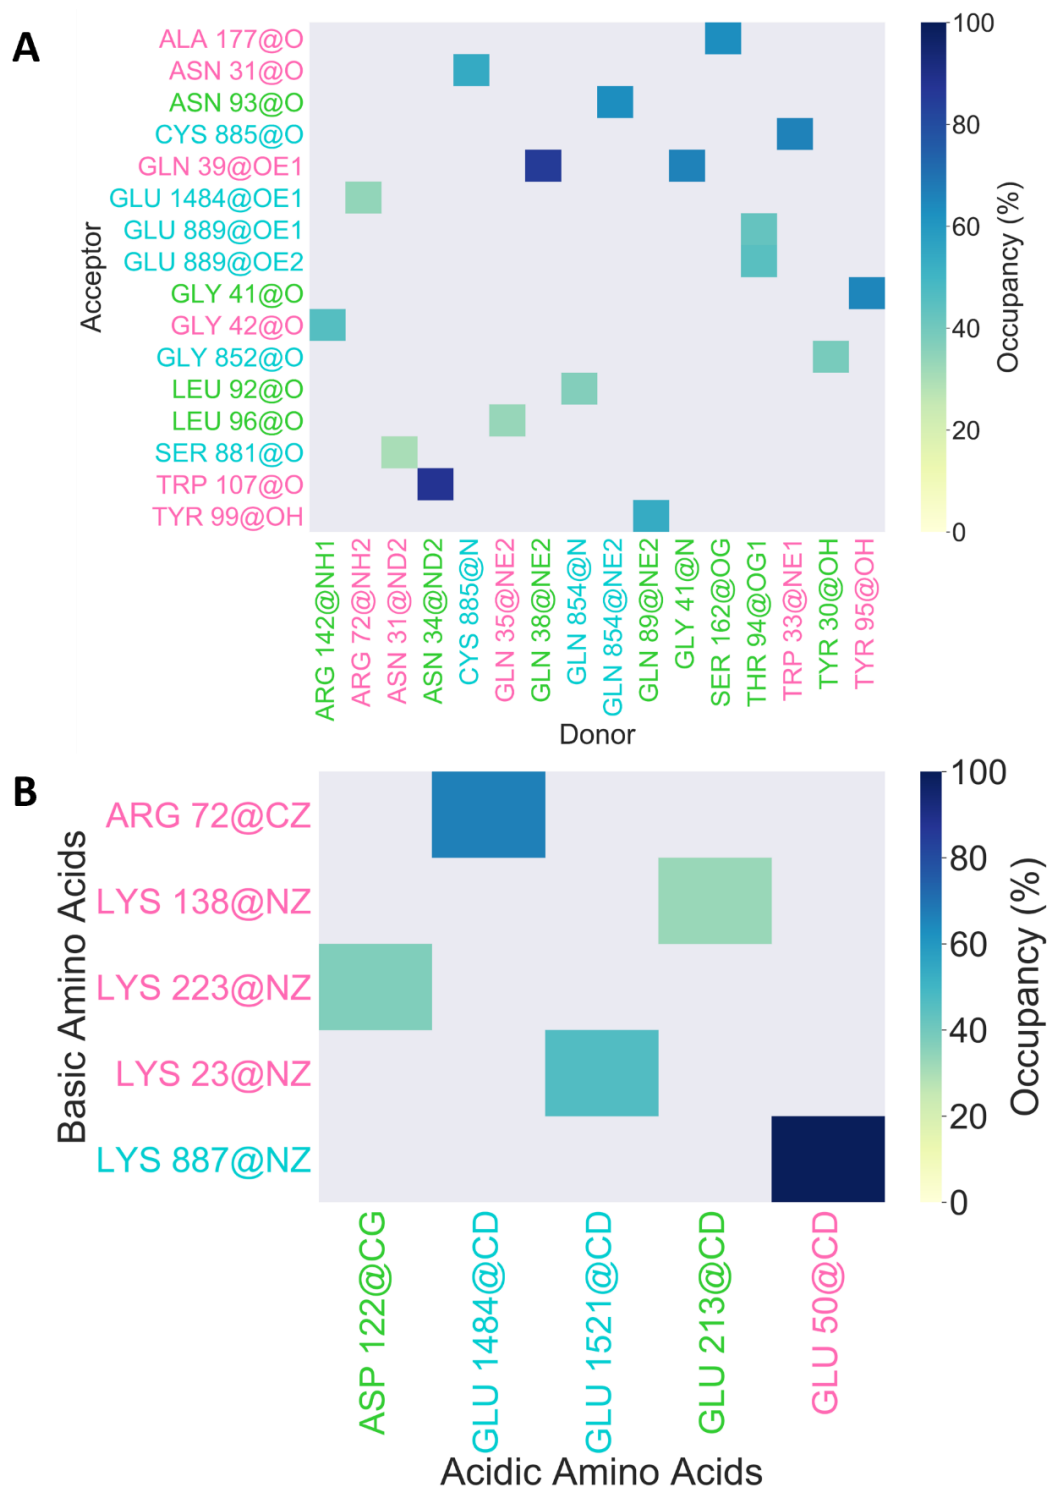 A
ALA 177@O
ASN 31@O
ASN 93@O
CYS 885@O
GLN 39@OE1
GLU 1484@OE1
GLU 889@OE1
GLU 889@OE2
GLY 41@O
GLY 42@O
GLY 852@O
LEU 92@O
LEU 96@O
SER 881@O
TRP 107@O
TYR 99@OH
Acceptor
ARG 142@NH1
ARG 72@NH2
ASN 31@ND2
ASN 34@ND2
CYS 885@N
GLN 35@NE2
GLN 38@NE2
GLN 854@N
GLN 854@NE2
GLN 89@NE2
GLY 41@N
SER 162@OG
THR 94@OG1
TRP 33@NE1
TYR 30@OH
TYR 95@OH
Donor
100
80
60
40
20
0
Occupancy (%)
B
ARG 72@CZ
LYS 138@NZ
LYS 223@NZ
LYS 23@NZ
LYS 887@NZ
Basic Amino Acids
ASP 122@CG
GLU 1484@CD
GLU 1521@CD
GLU 213@CD
GLU 50@CD
Acidic Amino Acids
100
80
60
40
20
0
Occupancy (%)